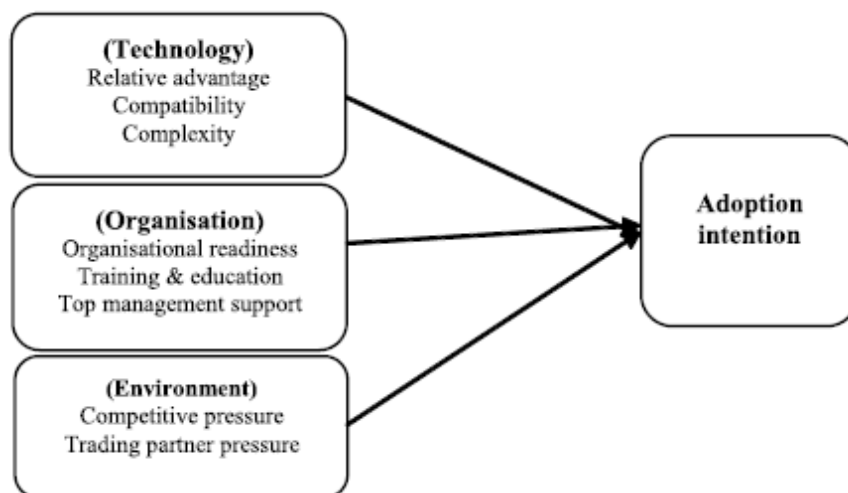 (Technology)
Relative advantage
Compatibility
Complexity
(Organisation)
Organisational readiness
Training & education
Top management support
(Environment)
Competitive pressure
Trading partner pressure
Adoption
intention